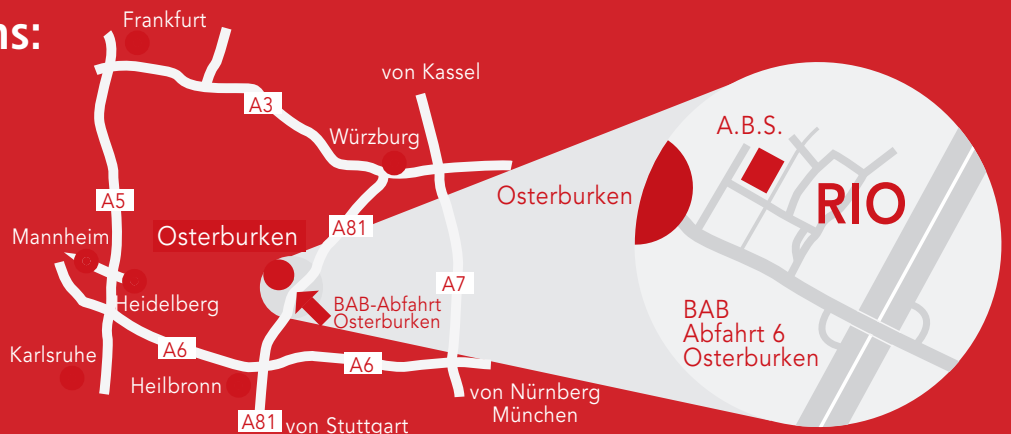 ns:
Frankfurt
von Kassel
A3
Würzburg
A.B.S.
A5
Osterburken
RIO
A81
Mannheim
Osterburken
A7
Heidelberg
BAB-Abfahrt
Osterburken
BAB
Abfahrt 6
Osterburken
Karlsruhe
A6
A6
Heilbronn
von Nürnberg
München
A81
von Stuttgart